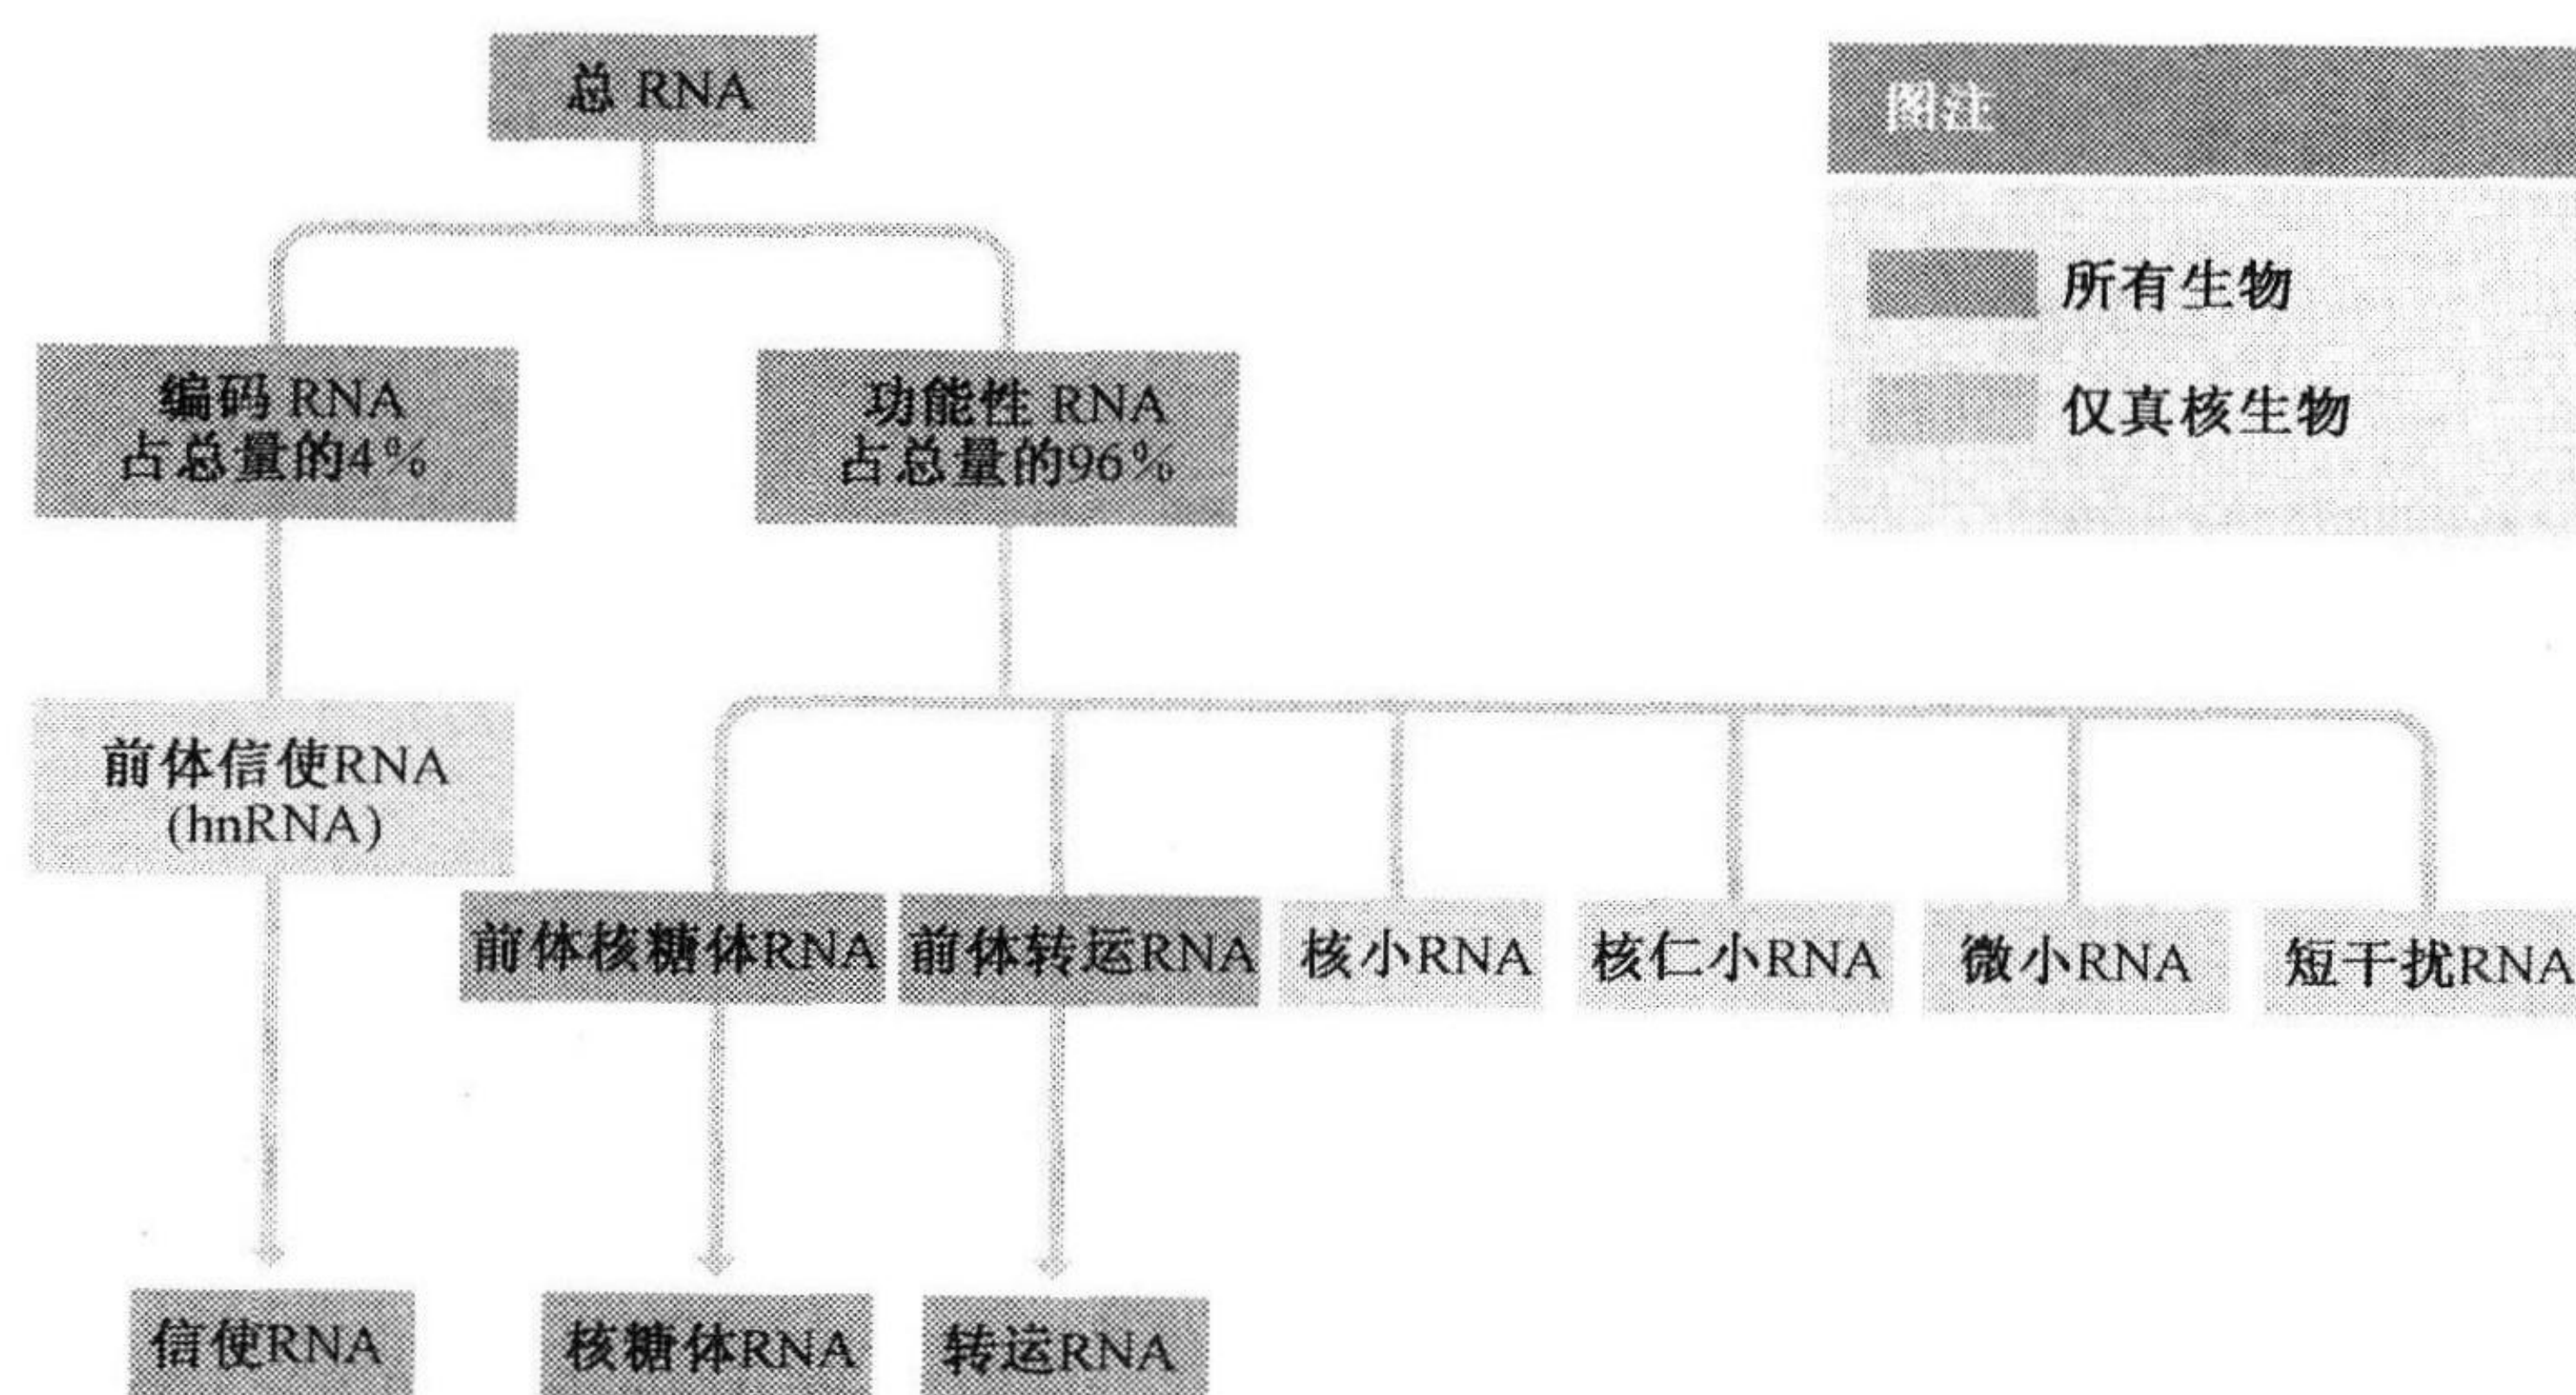 总 RNA
图注
所有生物
仅真核生物
编码 RNA
占总量的4%
功能性 RNA
占总量的96%
前体信使RNA
(hnRNA)
前体核糖体RNA
前体转运RNA
核小RNA
核仁小RNA
微小RNA
短干扰RNA
信使RNA
核糖体RNA
转运RNA